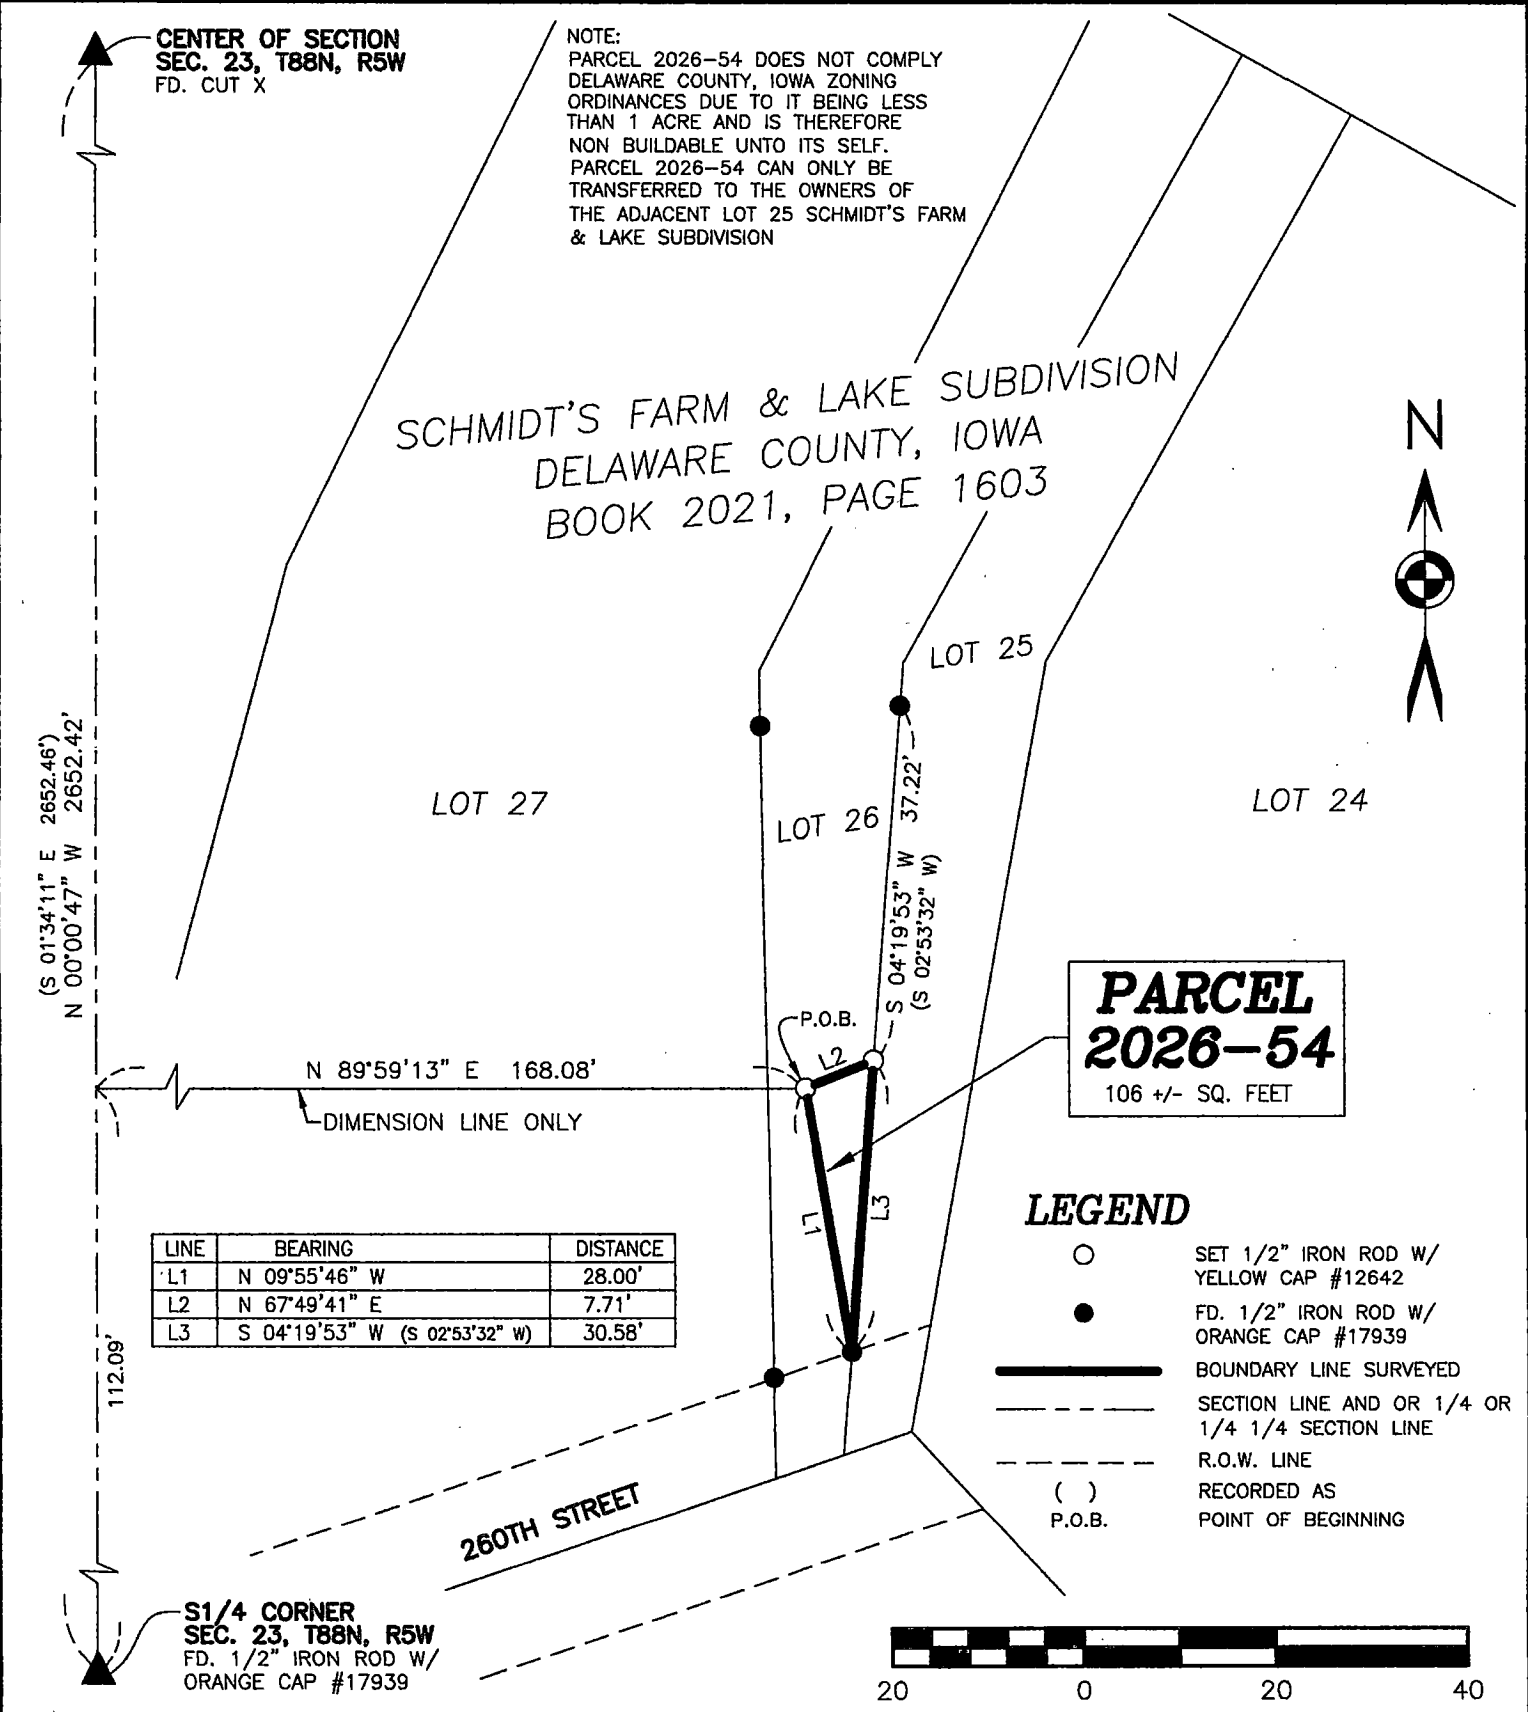 CENTER OF SECTION
SEC. 23, T88N, R5W
FD. CUT X
NOTE:
PARCEL 2026-54 DOES NOT COMPLY
DELAWARE COUNTY, IOWA ZONING
ORDINANCES DUE TO IT BEING LESS
THAN 1 ACRE AND IS THEREFORE
NON BUILDABLE UNTO ITS SELF.
PARCEL 2026-54 CAN ONLY BE
TRANSFERRED TO THE OWNERS OF
THE ADJACENT LOT 25 SCHMIDT'S FARM
& LAKE SUBDIVISION
SCHMIDT'S FARM & LAKE SUBDIVISION
DELAWARE COUNTY, IOWA
BOOK 2021, PAGE 1603
N
LOT 25
LOT 27
LOT 26
LOT 24
(S 01°34'11" E 2652.46')
N 00°00'47" W 2652.42'
S 04°19'53" W 37.22'
(S 02°53'32" W)
P.O.B.
L2
PARCEL
2026-54
106 +/- SQ. FEET
N 89°59'13" E 168.08'
DIMENSION LINE ONLY
L1
L3
LINE BEARING DISTANCE
L1 N 09°55'46" W 28.00'
L2 N 67°49'41" E 7.71'
L3 S 04°19'53" W (S 02°53'32" W) 30.58'
112.09'
LEGEND
SET 1/2" IRON ROD W/
YELLOW CAP #12642
FD. 1/2" IRON ROD W/
ORANGE CAP #17939
BOUNDARY LINE SURVEYED
SECTION LINE AND OR 1/4 OR
1/4 1/4 SECTION LINE
R.O.W. LINE
( ) RECORDED AS
P.O.B. POINT OF BEGINNING
260TH STREET
S1/4 CORNER
SEC. 23, T88N, R5W
FD. 1/2" IRON ROD W/
ORANGE CAP #17939
20 0 20 40